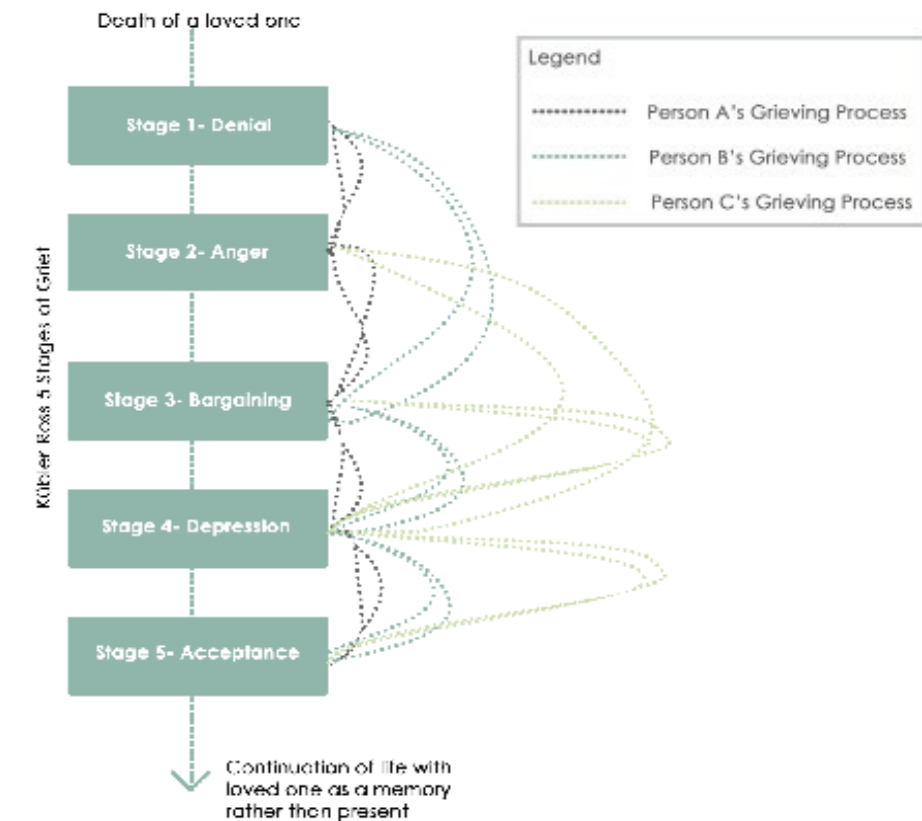 Death of a loved one
Legend
Person A's Grieving Process
Person B's Grieving Process
Person C's Grieving Process
Kübler Ross 5 Stages of Grief
Stage 1- Denial
Stage 2- Anger
Stage 3- Bargaining
Stage 4- Depression
Stage 5- Acceptance
Continuation of life with
loved one as a memory
rather than present